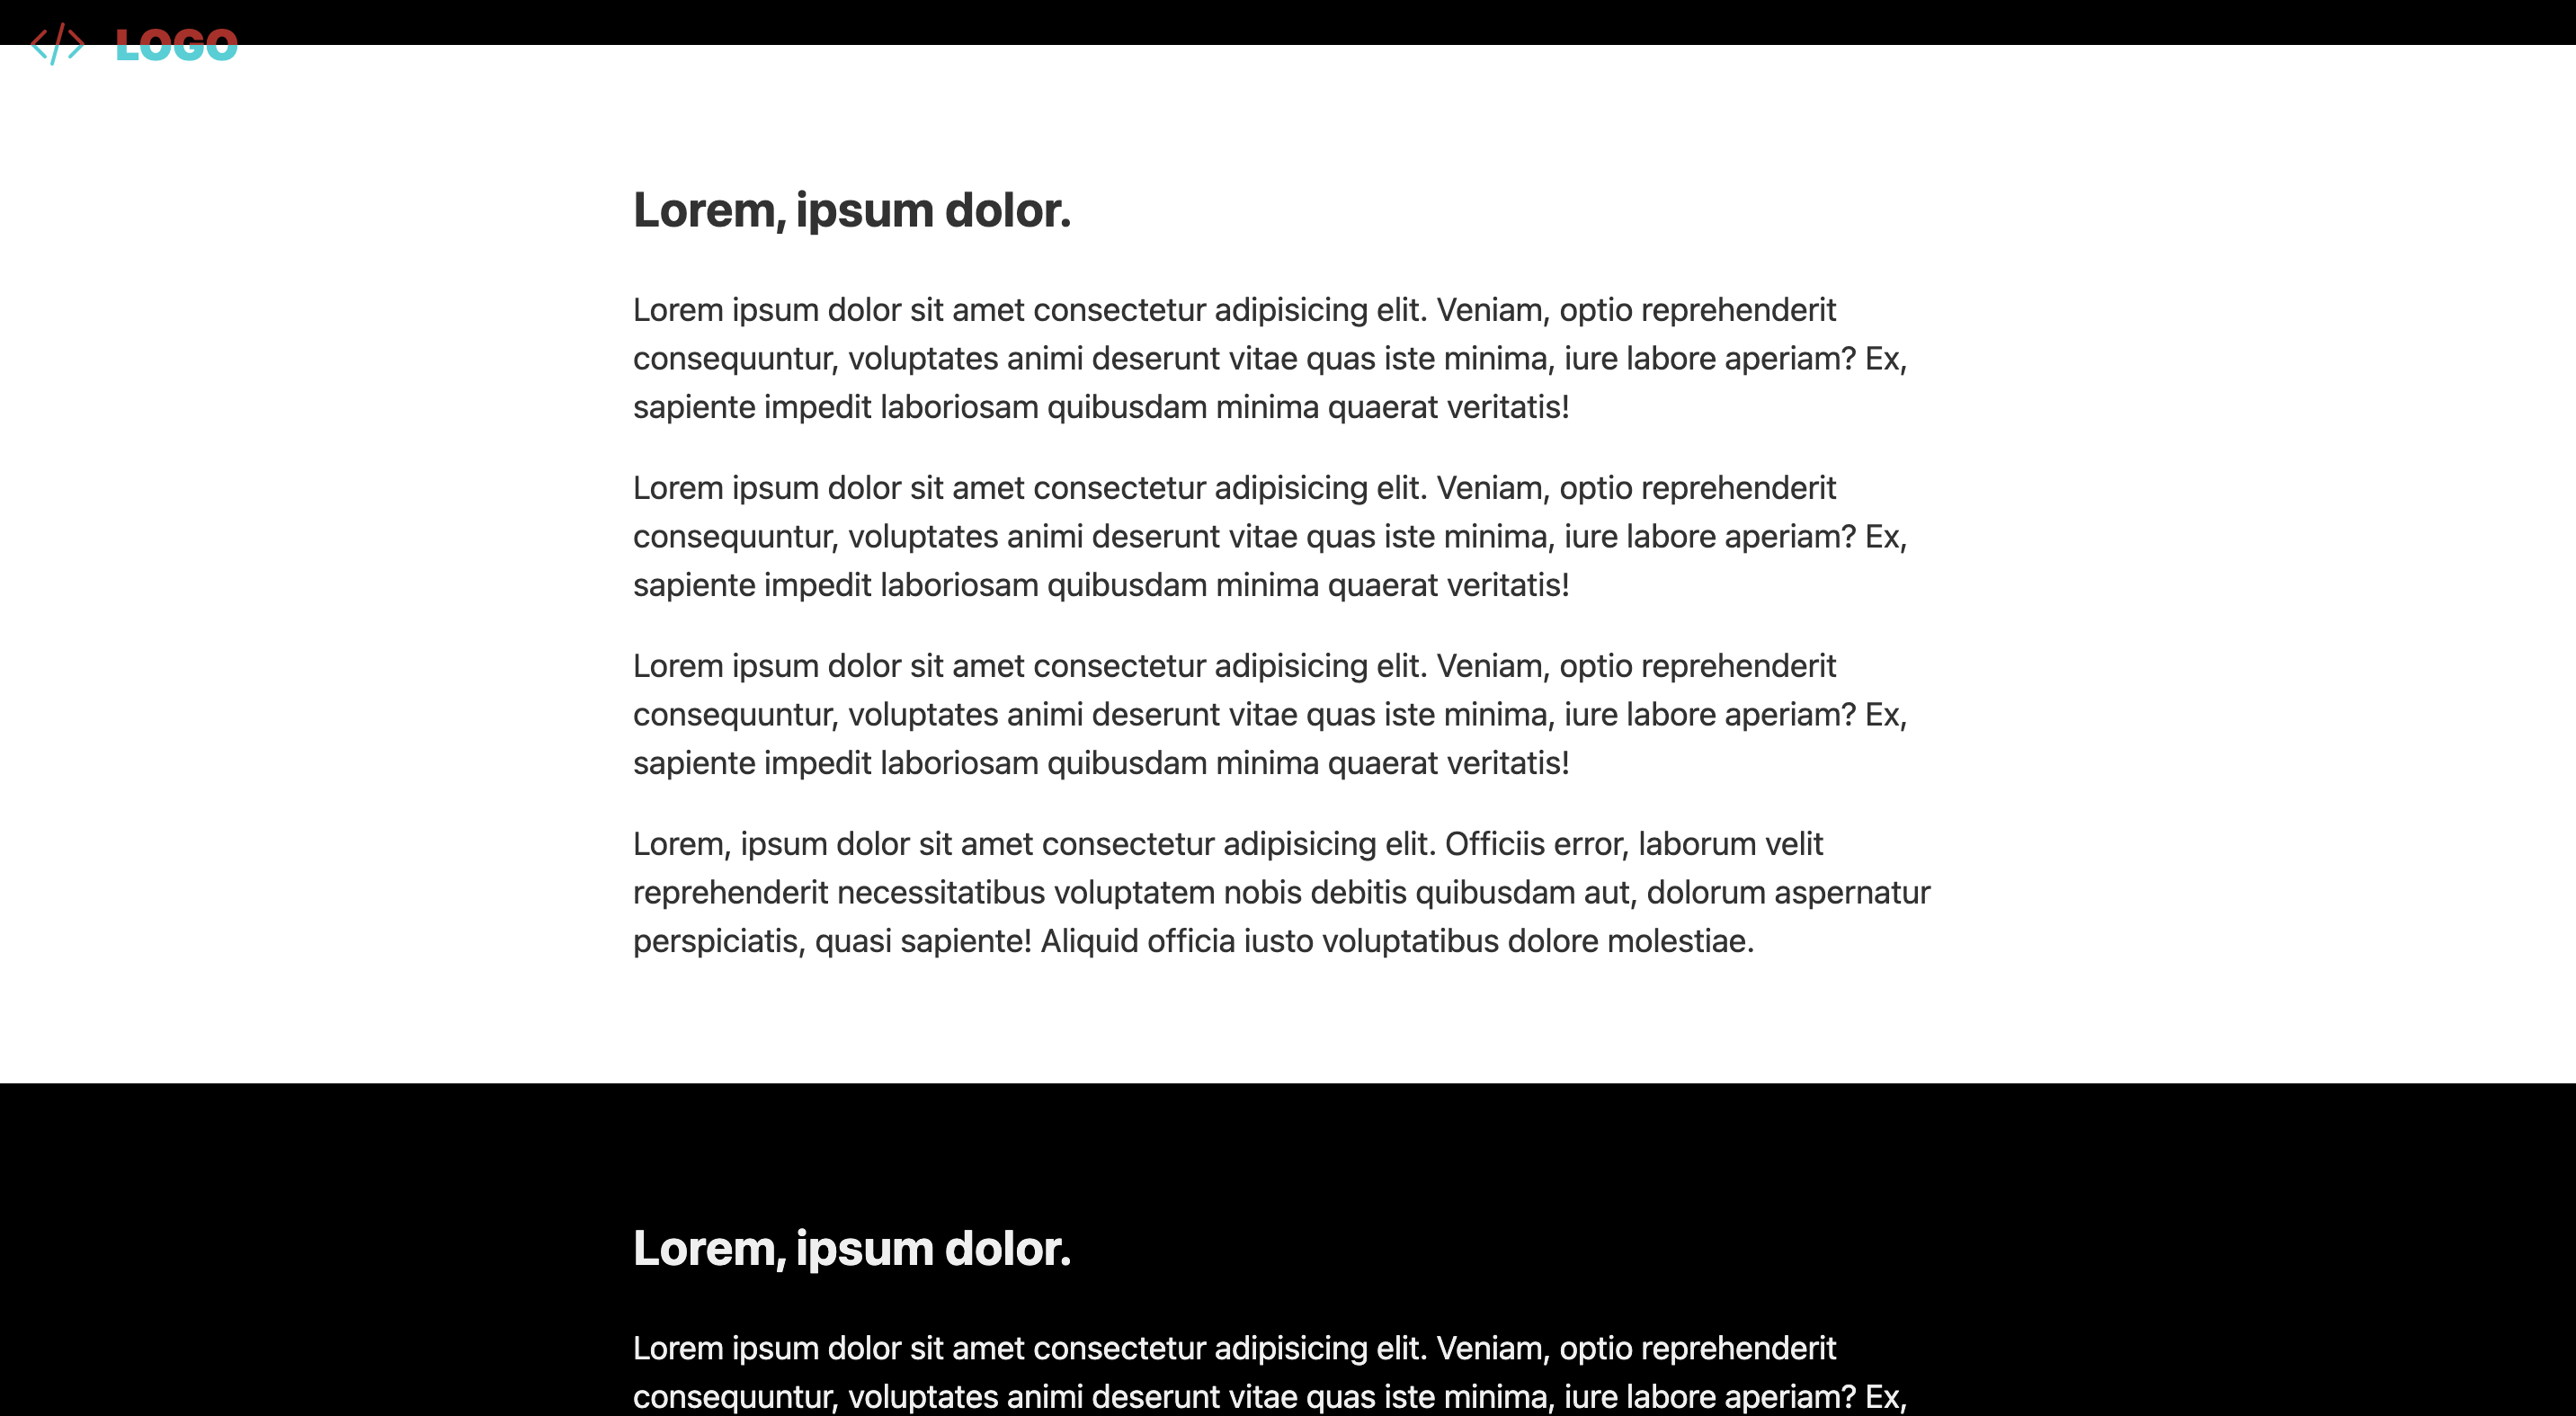 </> LOGO
Lorem, ipsum dolor.
Lorem ipsum dolor sit amet consectetur adipisicing elit. Veniam, optio reprehenderit
consequuntur, voluptates animi deserunt vitae quas iste minima, iure labore aperiam? Ex,
sapiente impedit laboriosam quibusdam minima quaerat veritatis!
Lorem ipsum dolor sit amet consectetur adipisicing elit. Veniam, optio reprehenderit
consequuntur, voluptates animi deserunt vitae quas iste minima, iure labore aperiam? Ex,
sapiente impedit laboriosam quibusdam minima quaerat veritatis!
Lorem ipsum dolor sit amet consectetur adipisicing elit. Veniam, optio reprehenderit
consequuntur, voluptates animi deserunt vitae quas iste minima, iure labore aperiam? Ex,
sapiente impedit laboriosam quibusdam minima quaerat veritatis!
Lorem, ipsum dolor sit amet consectetur adipisicing elit. Officiis error, laborum velit
reprehenderit necessitatibus voluptatem nobis debitis quibusdam aut, dolorum aspernatur
perspiciatis, quasi sapiente! Aliquid officia iusto voluptatibus dolore molestiae.
Lorem, ipsum dolor.
Lorem ipsum dolor sit amet consectetur adipisicing elit. Veniam, optio reprehenderit
consequuntur, voluptates animi deserunt vitae quas iste minima, iure labore aperiam? Ex,